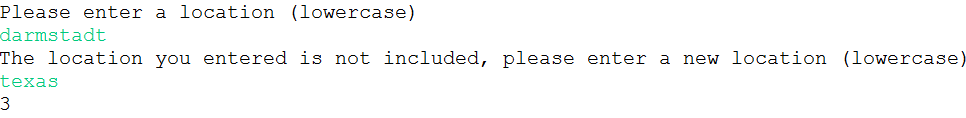 Please enter a location (lowercase)
darmstadt
The location you entered is not included, please enter a new location (lowercase)
texas
3